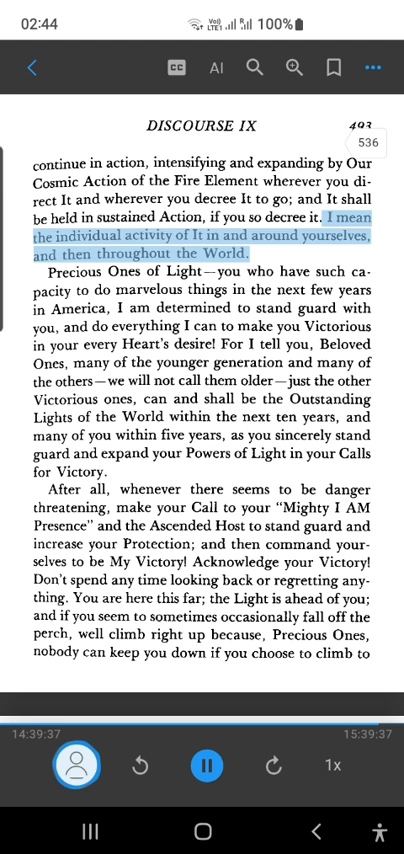 02:44
Vo)) LTE1 R 100%
CC AI
DISCOURSE IX 493
536
continue in action, intensifying and expanding by Our
Cosmic Action of the Fire Element wherever you di-
rect It and wherever you decree It to go; and It shall
be held in sustained Action, if you so decree it. I mean
the individual activity of It in and around yourselves,
and then throughout the World.
Precious Ones of Light—you who have such ca-
pacity to do marvelous things in the next few years
in America, I am determined to stand guard with
you, and do everything I can to make you Victorious
in your every Heart's desire! For I tell you, Beloved
Ones, many of the younger generation and many of
the others—we will not call them older—just the other
Victorious ones, can and shall be the Outstanding
Lights of the World within the next ten years, and
many of you within five years, as you sincerely stand
guard and expand your Powers of Light in your Calls
for Victory.
After all, whenever there seems to be danger
threatening, make your Call to your "Mighty I AM
Presence" and the Ascended Host to stand guard and
increase your Protection; and then command your-
selves to be My Victory! Acknowledge your Victory!
Don't spend any time looking back or regretting any-
thing. You are here this far; the Light is ahead of you;
and if you seem to sometimes occasionally fall off the
perch, well climb right up because, Precious Ones,
nobody can keep you down if you choose to climb to
14:39:37 15:39:37
1x